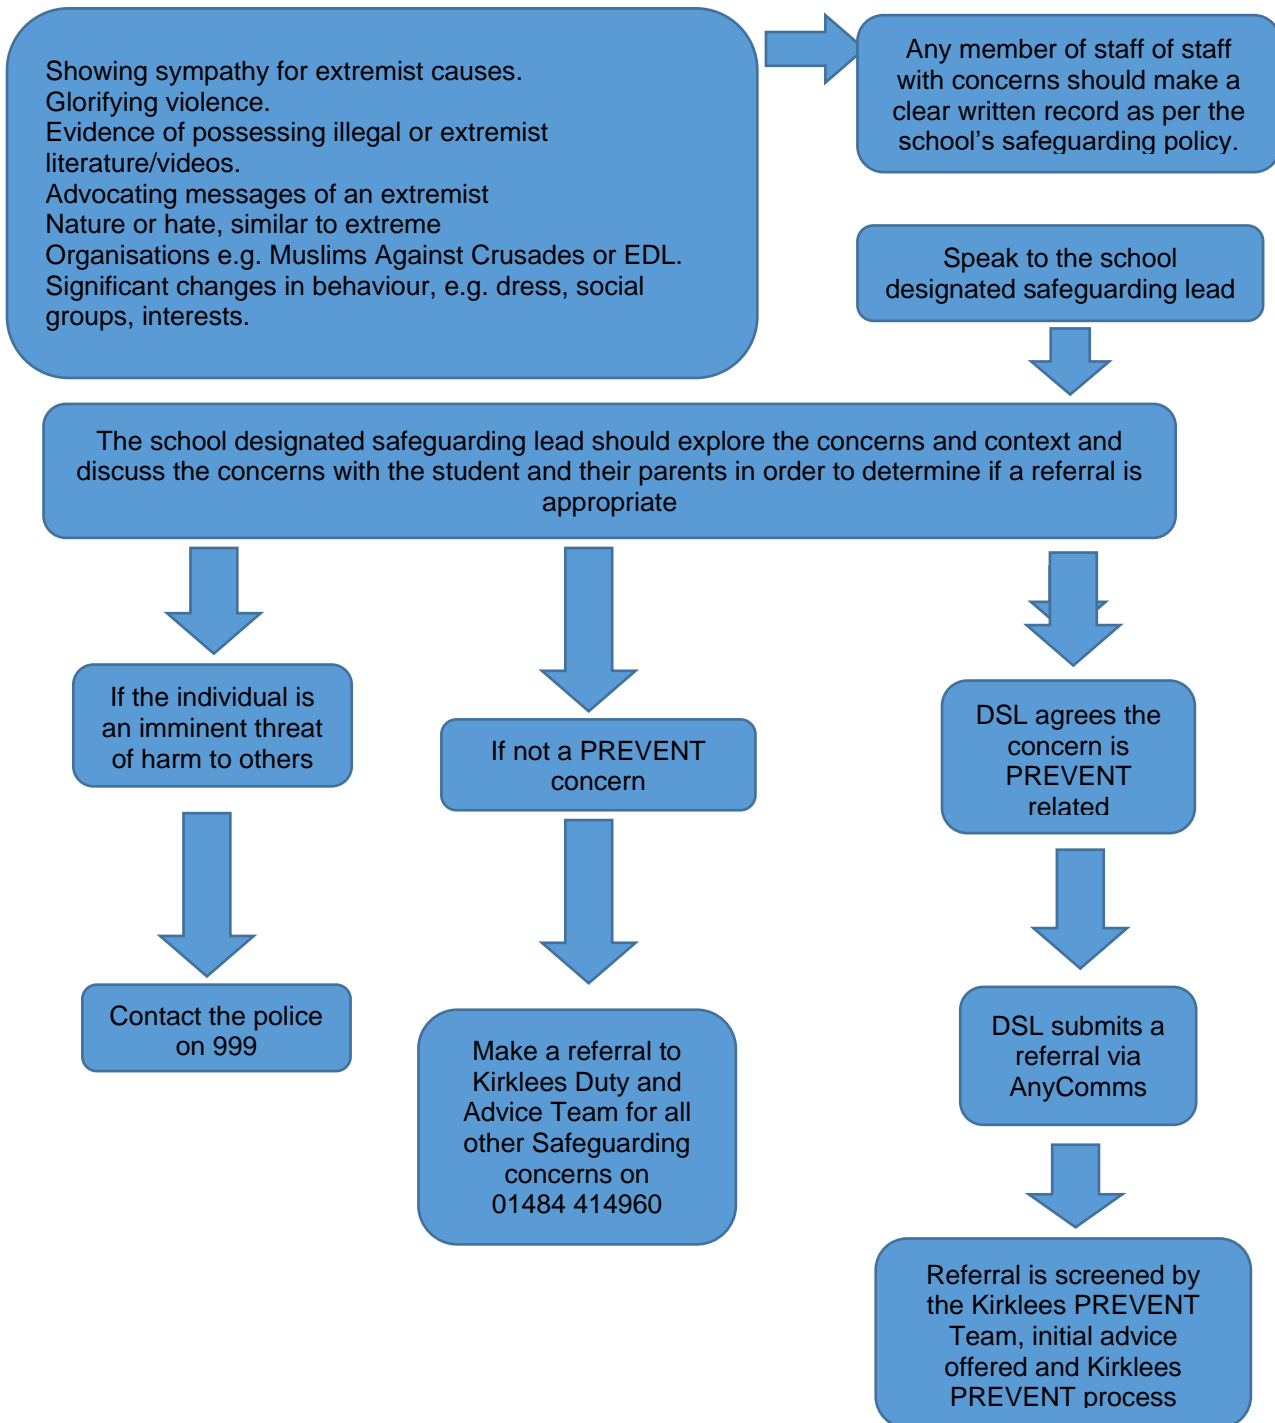 Showing sympathy for extremist causes.
Glorifying violence.
Evidence of possessing illegal or extremist
literature/videos.
Advocating messages of an extremist
Nature or hate, similar to extreme
Organisations e.g. Muslims Against Crusades or EDL.
Significant changes in behaviour, e.g. dress, social
groups, interests.
Any member of staff of staff
with concerns should make a
clear written record as per the
school’s safeguarding policy.
Speak to the school
designated safeguarding lead
The school designated safeguarding lead should explore the concerns and context and
discuss the concerns with the student and their parents in order to determine if a referral is
appropriate
If the individual is
an imminent threat
of harm to others
Contact the police
on 999
If not a PREVENT
concern
Make a referral to
Kirklees Duty and
Advice Team for all
other Safeguarding
concerns on
01484 414960
DSL agrees the
concern is
PREVENT
related
DSL submits a
referral via
AnyComms
Referral is screened by
the Kirklees PREVENT
Team, initial advice
offered and Kirklees
PREVENT process